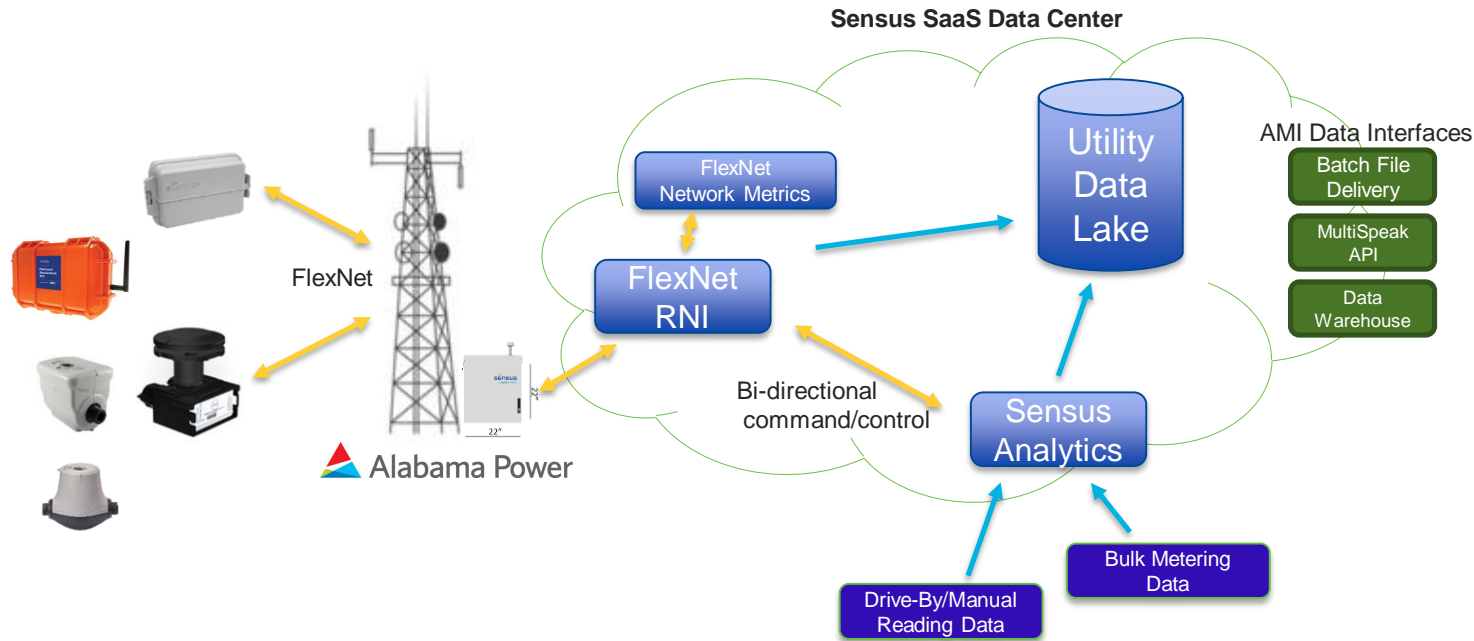 Sensus SaaS Data Center
Utility
Data
Lake
AMI Data Interfaces
Batch File
Delivery
MultiSpeak
API
Data
Warehouse
FlexNet
Network Metrics
FlexNet
RNI
FlexNet
sensus
22"
22"
Alabama Power
Bi-directional
command/control
Sensus
Analytics
Bulk Metering
Data
Drive-By/Manual
Reading Data